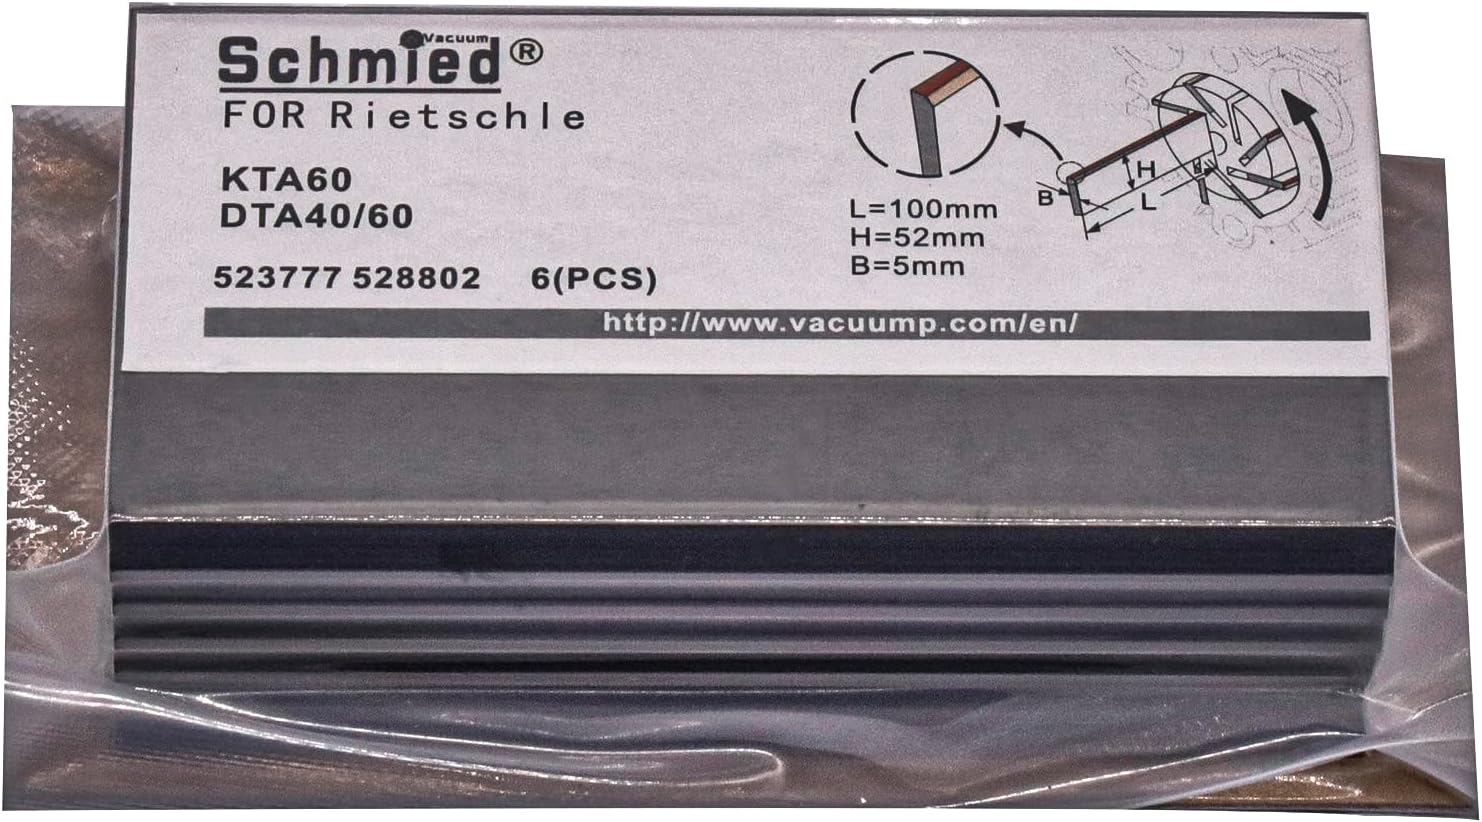 Vacuum
Schmied®
FOR Rietschle
KTA60
DTA40/60
523777 528802 6(PCS)
L=100mm
H=52mm
B=5mm
B
H
L
http://www.vacuump.com/en/